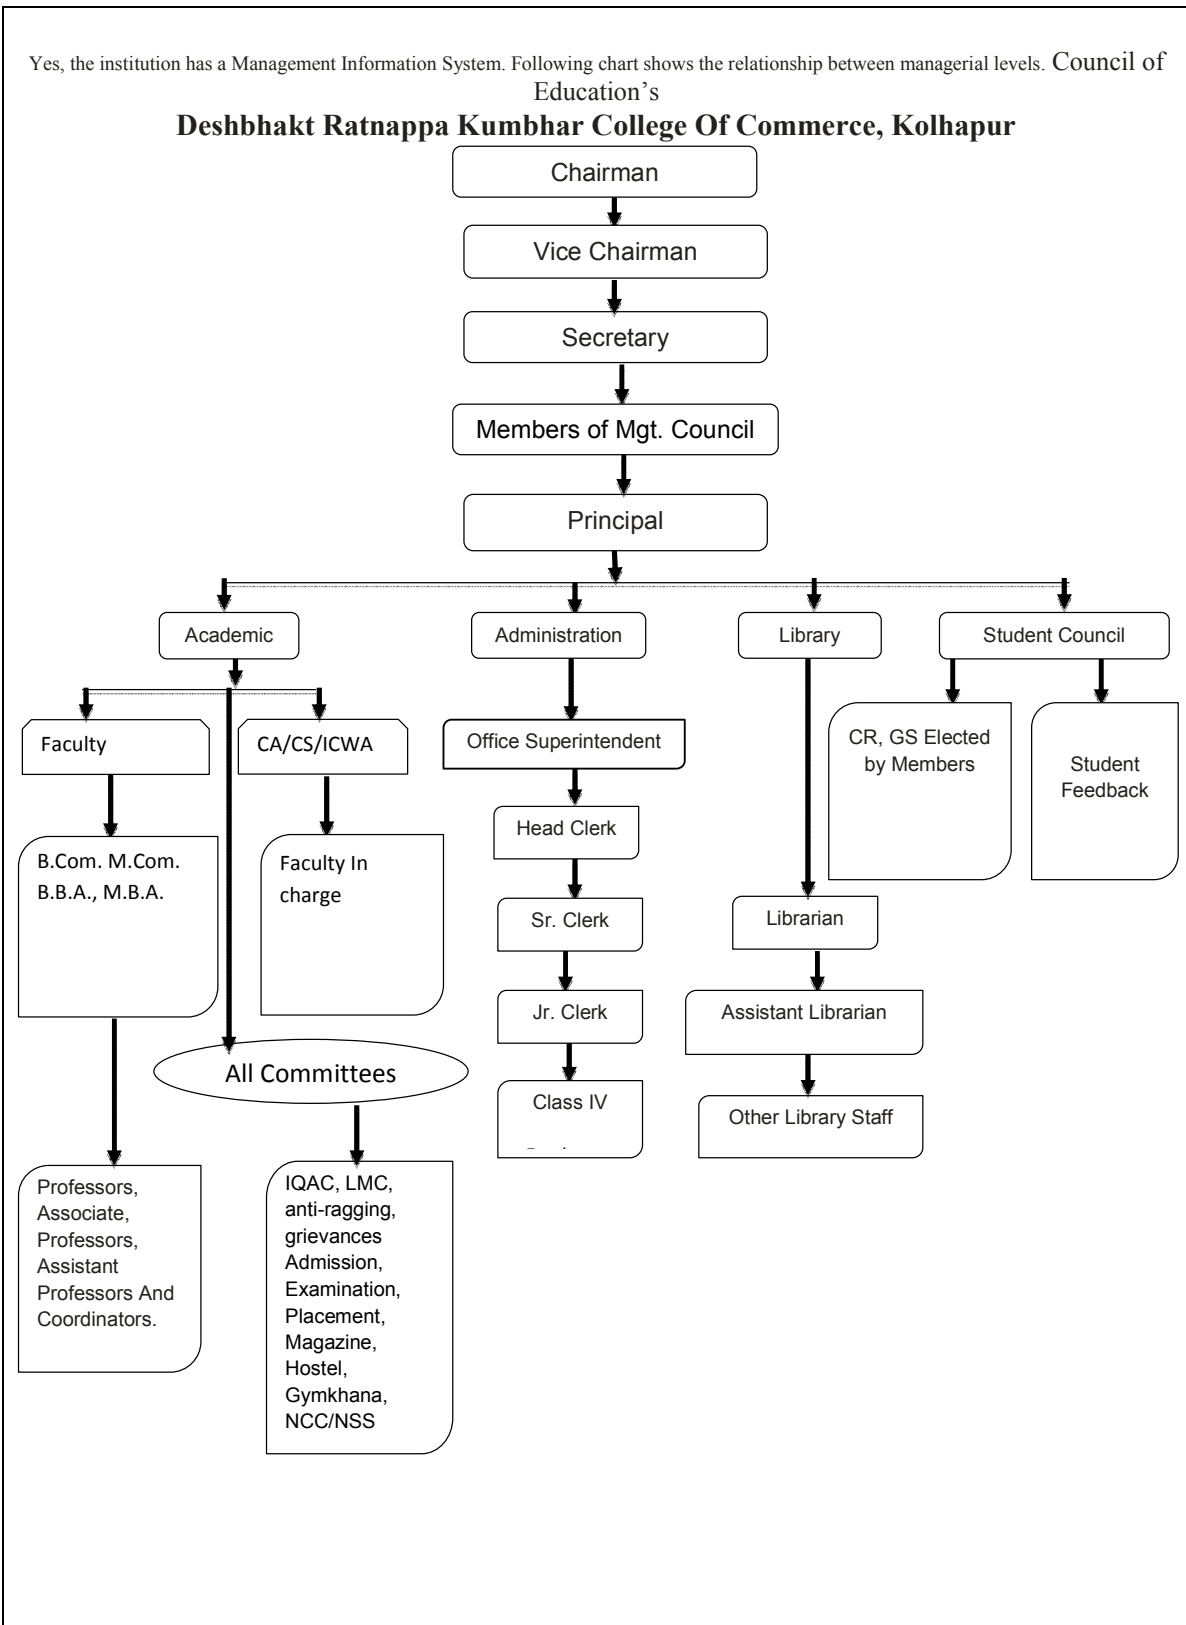 Yes, the institution has a Management Information System. Following chart shows the relationship between managerial levels. Council of
Education’s
Deshbhakt Ratnappa Kumbhar College Of Commerce, Kolhapur
Chairman
Vice Chairman
Secretary
Members of Mgt. Council
Principal
Academic
Administration
Library
Student Council
Faculty
CA/CS/ICWA
Office Superintendent
CR, GS Elected
by Members
Student
Feedback
Head Clerk
B.Com. M.Com.
B.B.A., M.B.A.
Faculty In
charge
Sr. Clerk
Librarian
Jr. Clerk
Assistant Librarian
All Committees
Class IV
Other Library Staff
Professors,
Associate,
Professors,
Assistant
Professors And
Coordinators.
IQAC, LMC,
anti-ragging,
grievances
Admission,
Examination,
Placement,
Magazine,
Hostel,
Gymkhana,
NCC/NSS